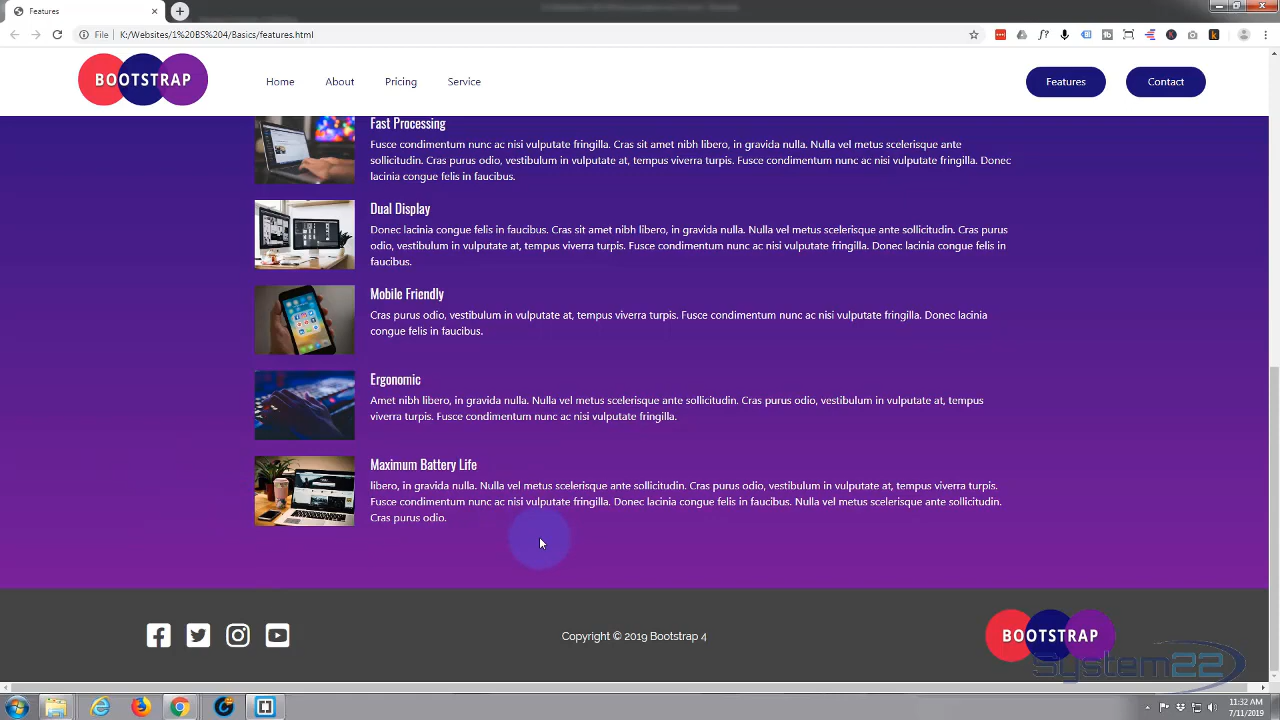 Features
File
K:/Websites/1%20BS%204/Basics/features.html
BOOTSTRAP
Home
About
Pricing
Service
Features
Contact
Fast Processing
Fusce condimentum nunc ac nisi vulputate fringilla. Cras sit amet nibh libero, in gravida nulla. Nulla vel metus scelerisque ante
sollicitudin. Cras purus odio, vestibulum in vulputate at, tempus viverra turpis. Fusce condimentum nunc ac nisi vulputate fringilla. Donec
lacinia congue felis in faucibus.
Dual Display
Donec lacinia congue felis in faucibus. Cras sit amet nibh libero, in gravida nulla. Nulla vel metus scelerisque ante sollicitudin. Cras purus
odio, vestibulum in vulputate at, tempus viverra turpis. Fusce condimentum nunc ac nisi vulputate fringilla. Donec lacinia congue felis in
faucibus.
Mobile Friendly
Cras purus odio, vestibulum in vulputate at, tempus viverra turpis. Fusce condimentum nunc ac nisi vulputate fringilla. Donec lacinia
congue felis in faucibus.
Ergonomic
Amet nibh libero, in gravida nulla. Nulla vel metus scelerisque ante sollicitudin. Cras purus odio, vestibulum in vulputate at, tempus
viverra turpis. Fusce condimentum nunc ac nisi vulputate fringilla.
Maximum Battery Life
libero, in gravida nulla. Nulla vel metus scelerisque ante sollicitudin. Cras purus odio, vestibulum in vulputate at, tempus viverra turpis.
Fusce condimentum nunc ac nisi vulputate fringilla. Donec lacinia congue felis in faucibus. Nulla vel metus scelerisque ante sollicitudin.
Cras purus odio.
Copyright © 2019 Bootstrap 4
BOOTSTRAP
System22
11:32 AM
7/11/2019